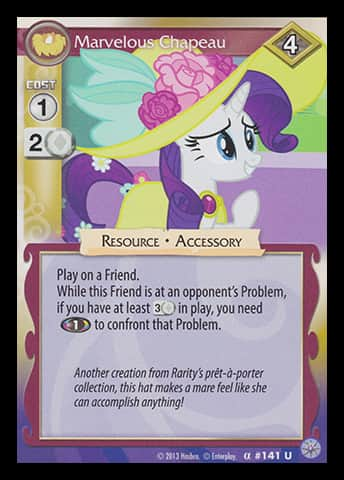 Marvelous Chapeau
4
COST
1
2
RESOURCE • ACCESSORY
Play on a Friend.
While this Friend is at an opponent's Problem,
if you have at least 3 in play, you need
-1 to confront that Problem.
Another creation from Rarity's prêt-à-porter
collection, this hat makes a mare feel like she
can accomplish anything!
© 2013 Hasbro. © Enterplay. α #141 U